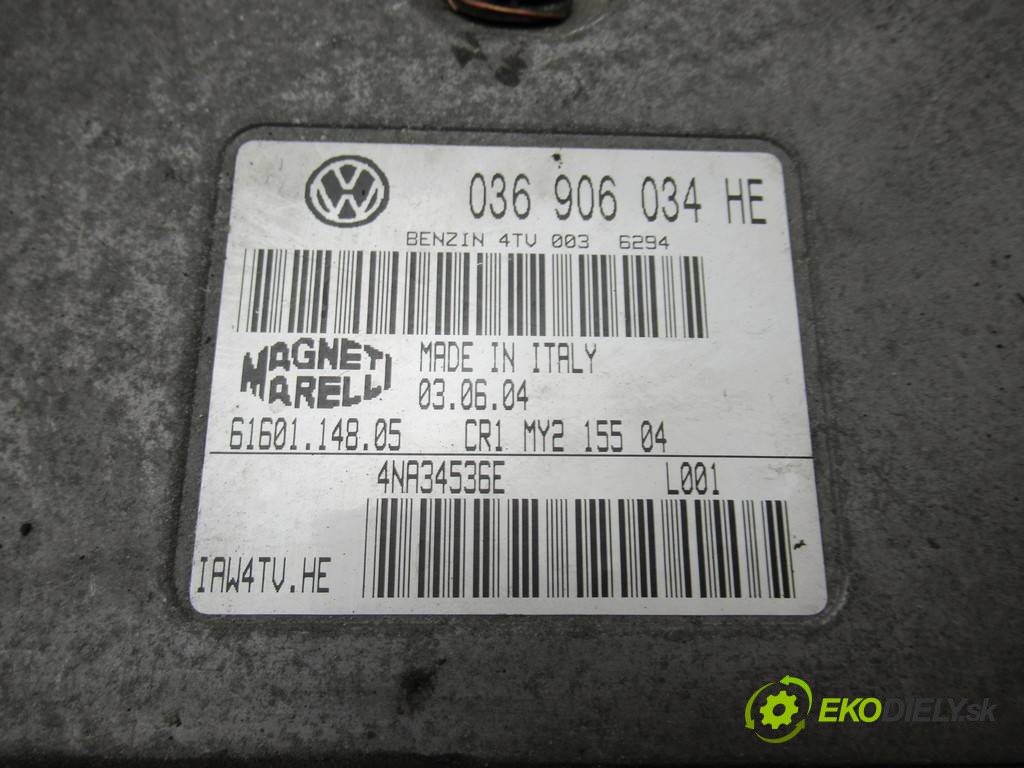 036 906 034 HE
BENZIN 4TV 003 6294
MAGNETI MARELLI
MADE IN ITALY
03.06.04
61601.148.05 CR1 MY2 155 04
4NA34536E L001
IAW4TV.HE
EKODIELY.sk